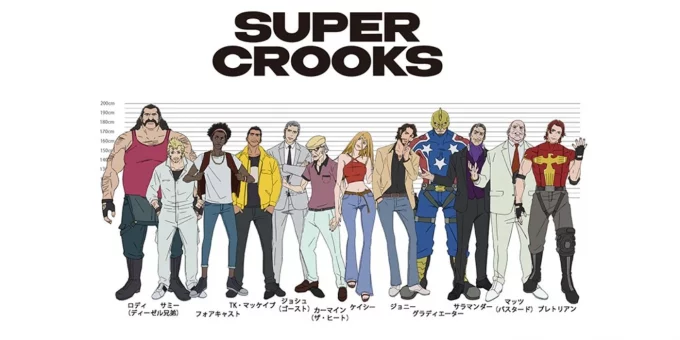 SUPER
CROOKS
200cm
190cm
180cm
170cm
160cm
150cm
ロディ
サミー
(ディーゼル兄弟)
フォアキャスト
TK・マッケイブ
ジョシュ
(ゴースト)
カーマイン
(ザ・ヒート)
ケイシー
ジョニー
グラディエーター
サラマンダー
マッツ
(バスタード)
プレトリアン